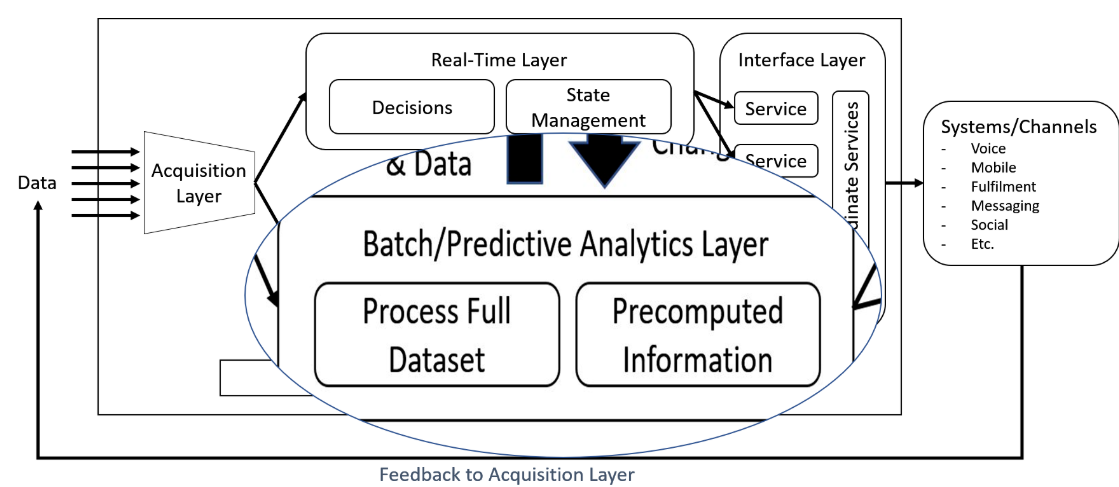 Real-Time Layer
Interface Layer
Decisions
State
Management
Service
Service
Systems/Channels
- Voice
- Mobile
- Fulfilment
- Messaging
- Social
- Etc.
Data
Acquisition
Layer
& Data
Services
Batch/Predictive Analytics Layer
Process Full
Dataset
Precomputed
Information
Feedback to Acquisition Layer